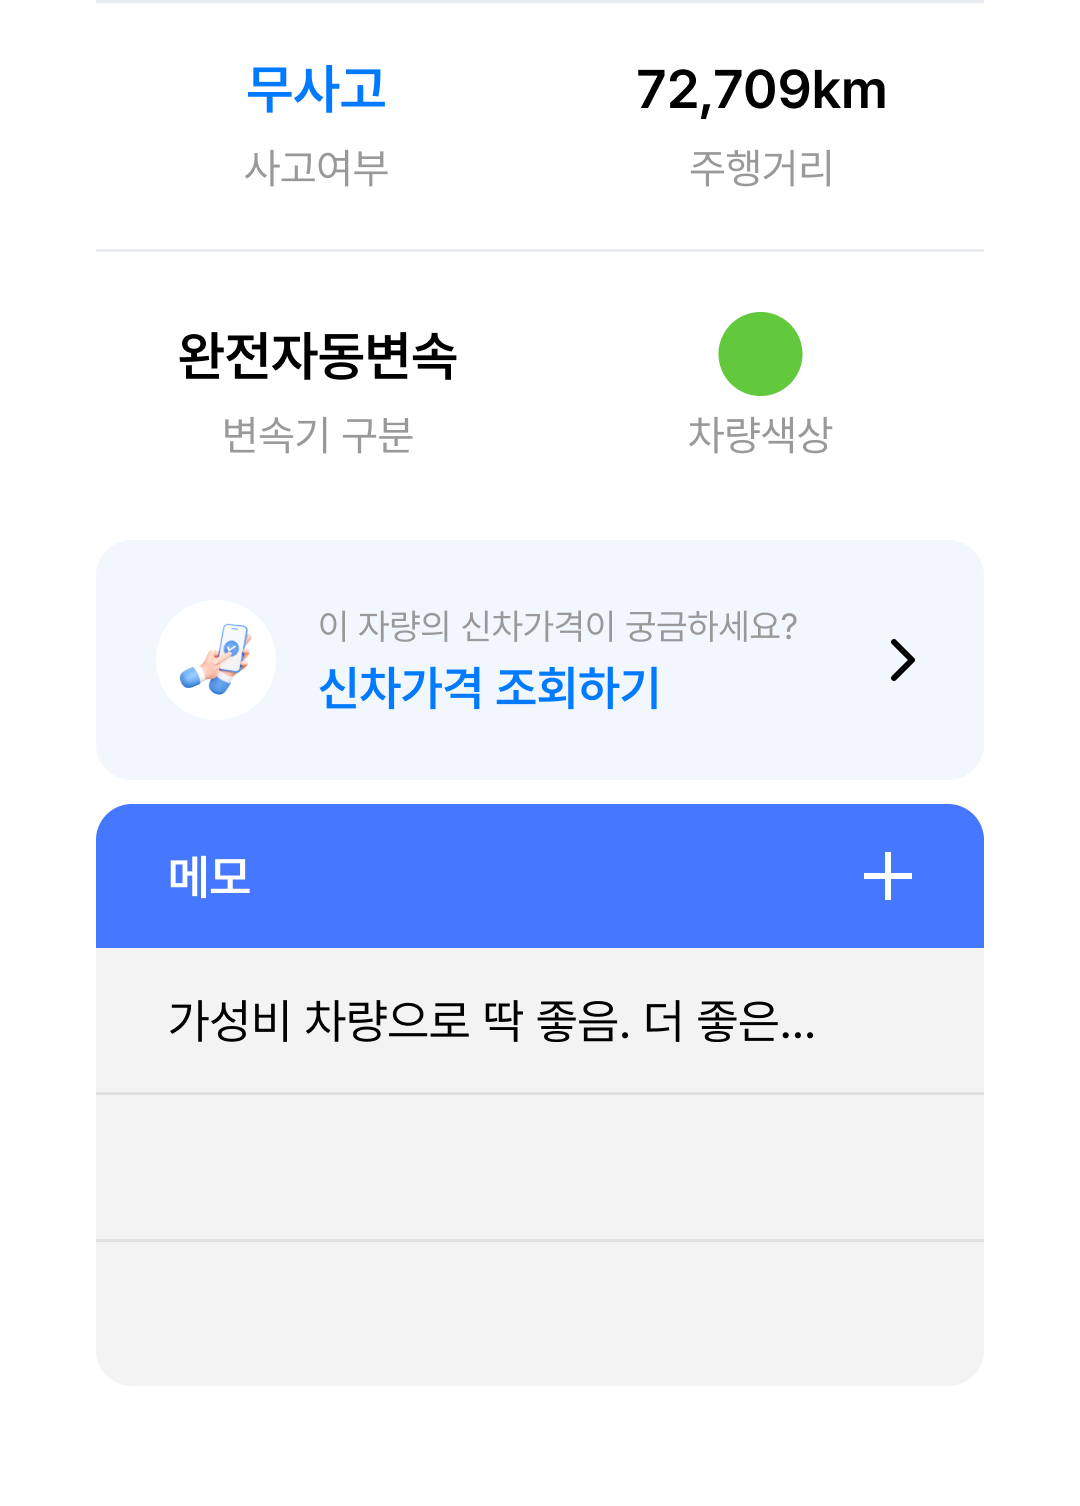 무사고 72,709km
사고여부 주행거리
완전자동변속
변속기 구분 차량색상
이 자량의 신차가격이 궁금하세요?
신차가격 조회하기
메모
가성비 차량으로 딱 좋음. 더 좋은...